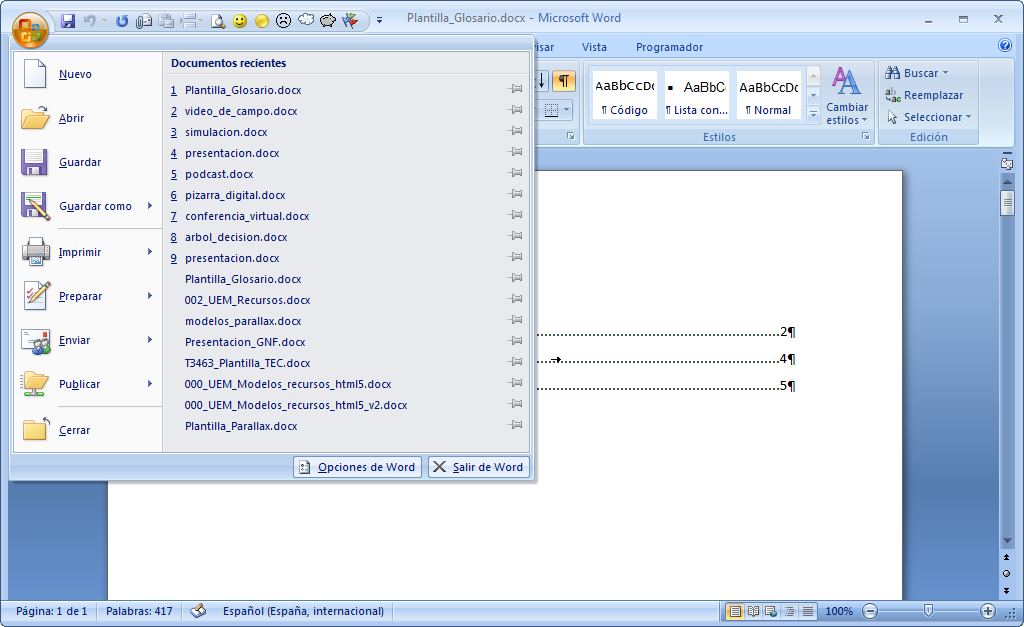 Plantilla_Glosario.docx - Microsoft Word
isar Vista Programador
Nuevo
Abrir
Guardar
Guardar como
Imprimir
Preparar
Enviar
Publicar
Cerrar
Documentos recientes
1 Plantilla_Glosario.docx
2 video_de_campo.docx
3 simulacion.docx
4 presentacion.docx
5 podcast.docx
6 pizarra_digital.docx
7 conferencia_virtual.docx
8 arbol_decision.docx
9 presentacion.docx
Plantilla_Glosario.docx
002_UEM_Recursos.docx
modelos_parallax.docx
Presentacion_GNF.docx
T3463_Plantilla_TEC.docx
000_UEM_Modelos_recursos_html5.docx
000_UEM_Modelos_recursos_html5_v2.docx
Plantilla_Parallax.docx
Opciones de Word
Salir de Word
¶
AaBbCcDc
¶ Código
▪ AaBbC
¶ Lista con...
AaBbCcDc
¶ Normal
Cambiar
estilos
Estilos
Buscar
Reemplazar
Seleccionar
Edición
2¶
→ 4¶
5¶
Página: 1 de 1 Palabras: 417 Español (España, internacional) 100%